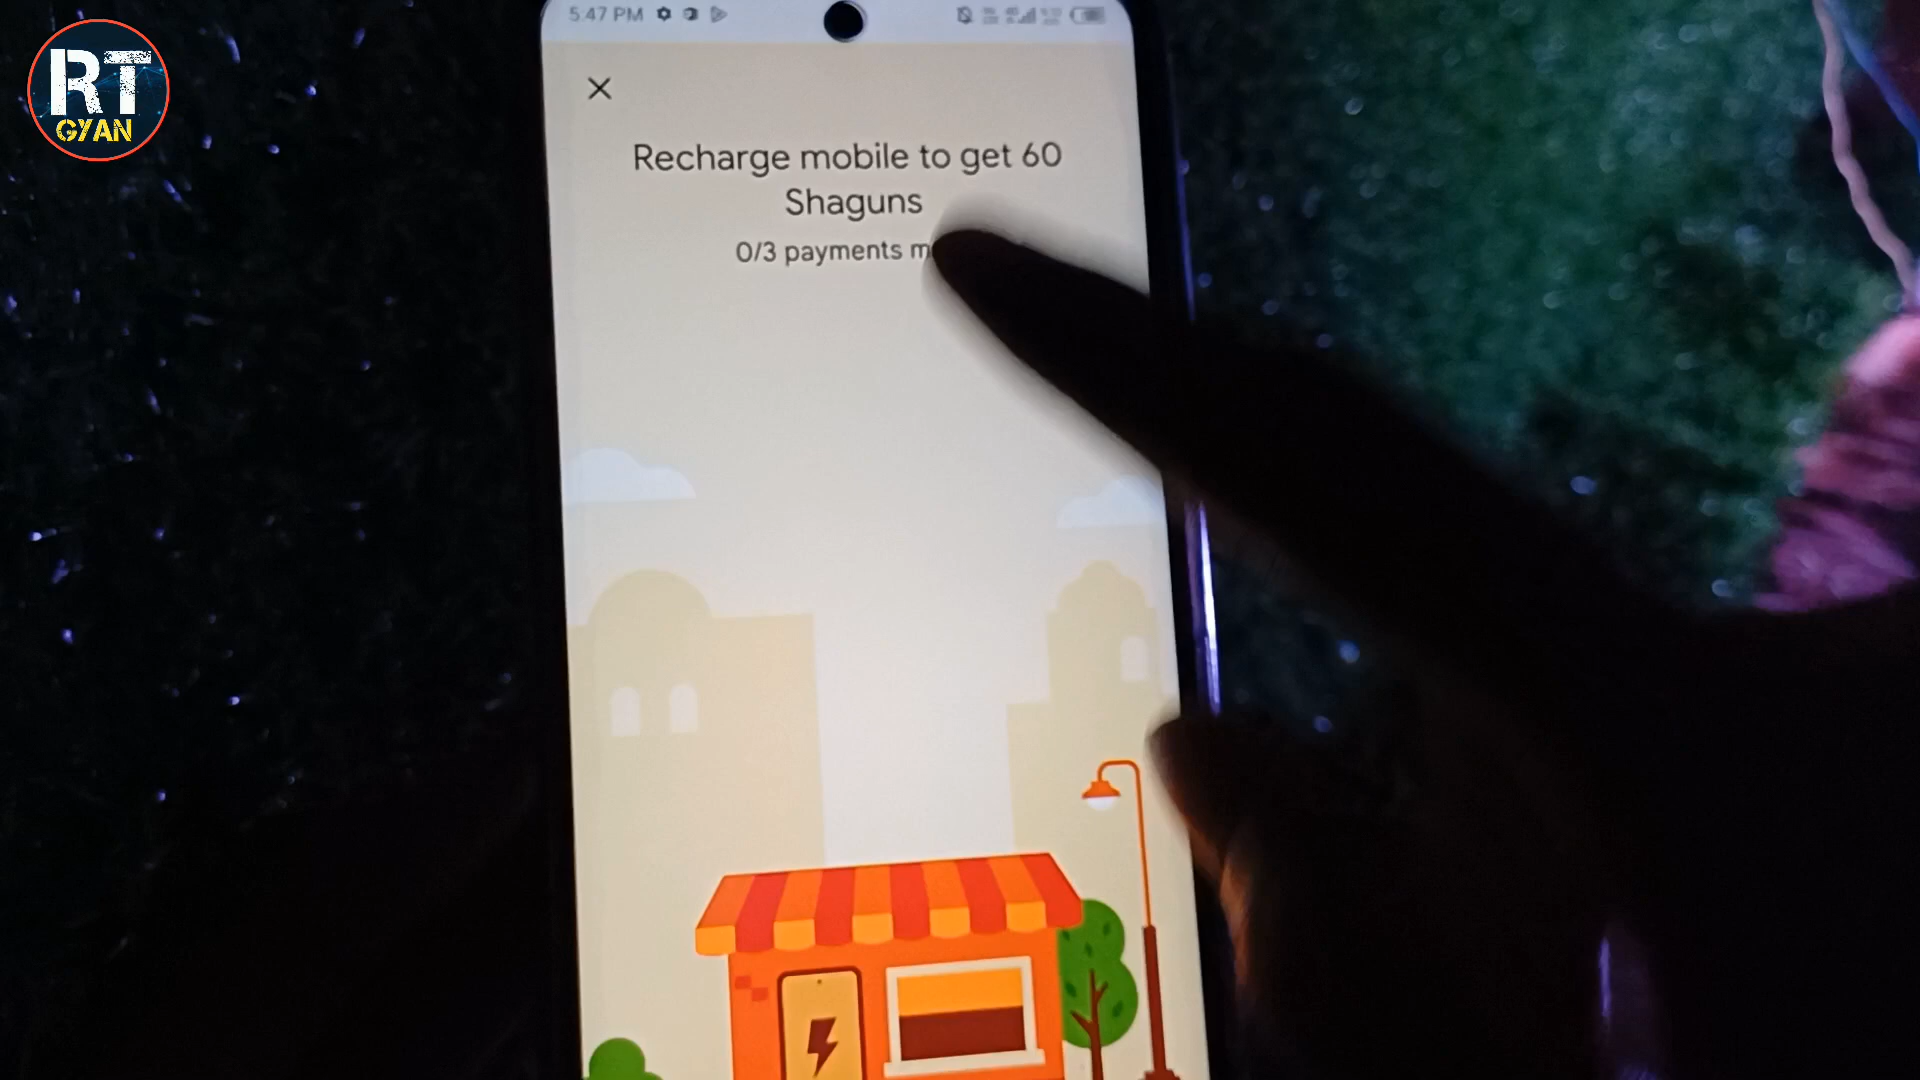 RT
GYAN
5:47 PM
Recharge mobile to get 60
Shaguns
0/3 payments